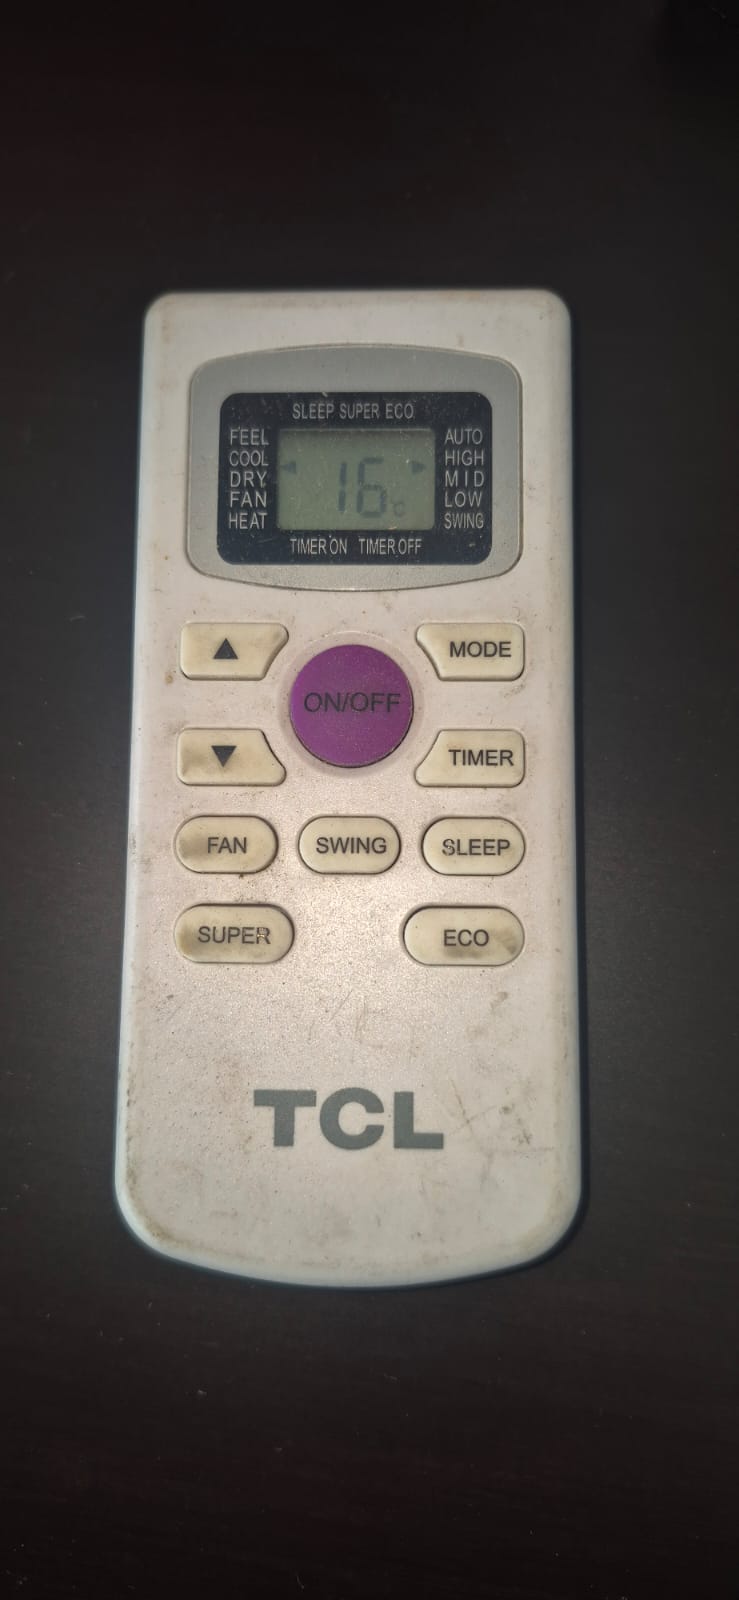 SLEEP SUPER ECO
FEEL
COOL
DRY
FAN
HEAT
16°C
AUTO
HIGH
MID
LOW
SWING
TIMER ON TIMER OFF
▲
ON/OFF
MODE
▼
TIMER
FAN
SWING
SLEEP
SUPER
ECO
TCL